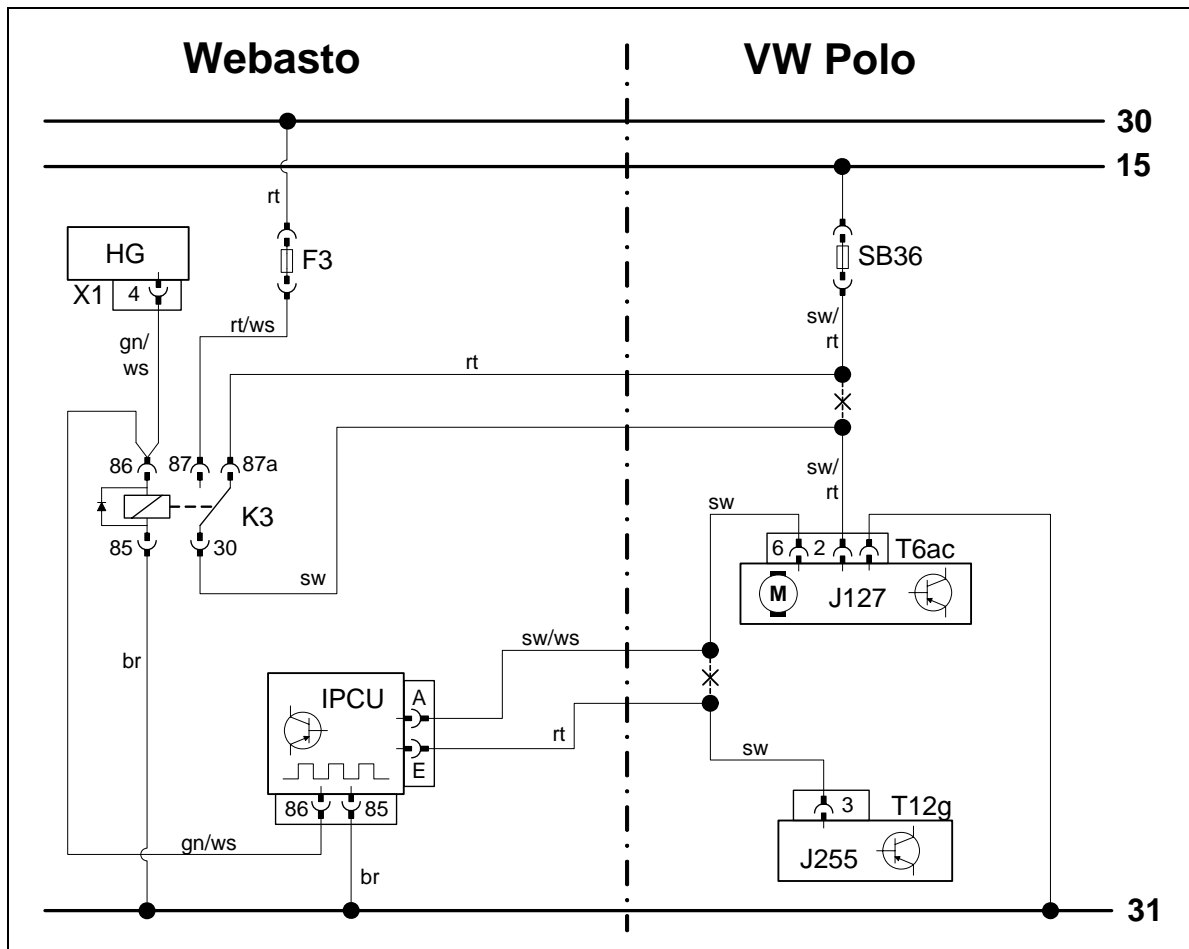 Webasto
VW Polo
30
15
rt
HG
F3
SB36
X1
4
rt/ws
sw/
rt
gn/
ws
rt
86
87
87a
sw/
rt
K3
sw
85
30
6
2
T6ac
sw
M
J127
br
sw/ws
IPCU
A
rt
E
sw
86
85
3
T12g
gn/ws
J255
br
31